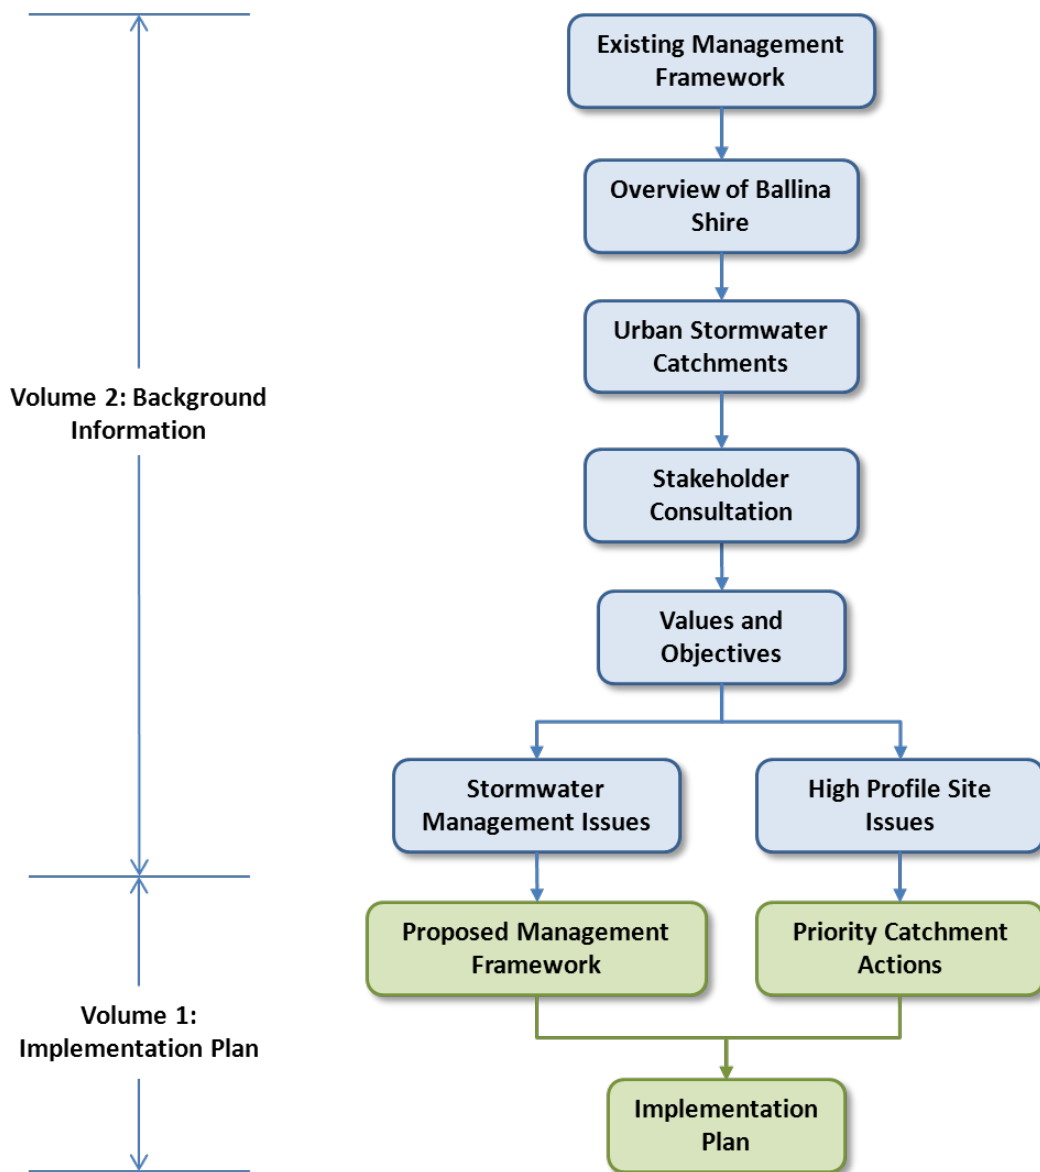 Existing Management
Framework
Overview of Ballina
Shire
Urban Stormwater
Catchments
Volume 2: Background
Information
Stakeholder
Consultation
Values and
Objectives
Stormwater
Management Issues
High Profile Site
Issues
Proposed Management
Framework
Priority Catchment
Actions
Volume 1:
Implementation Plan
Implementation
Plan